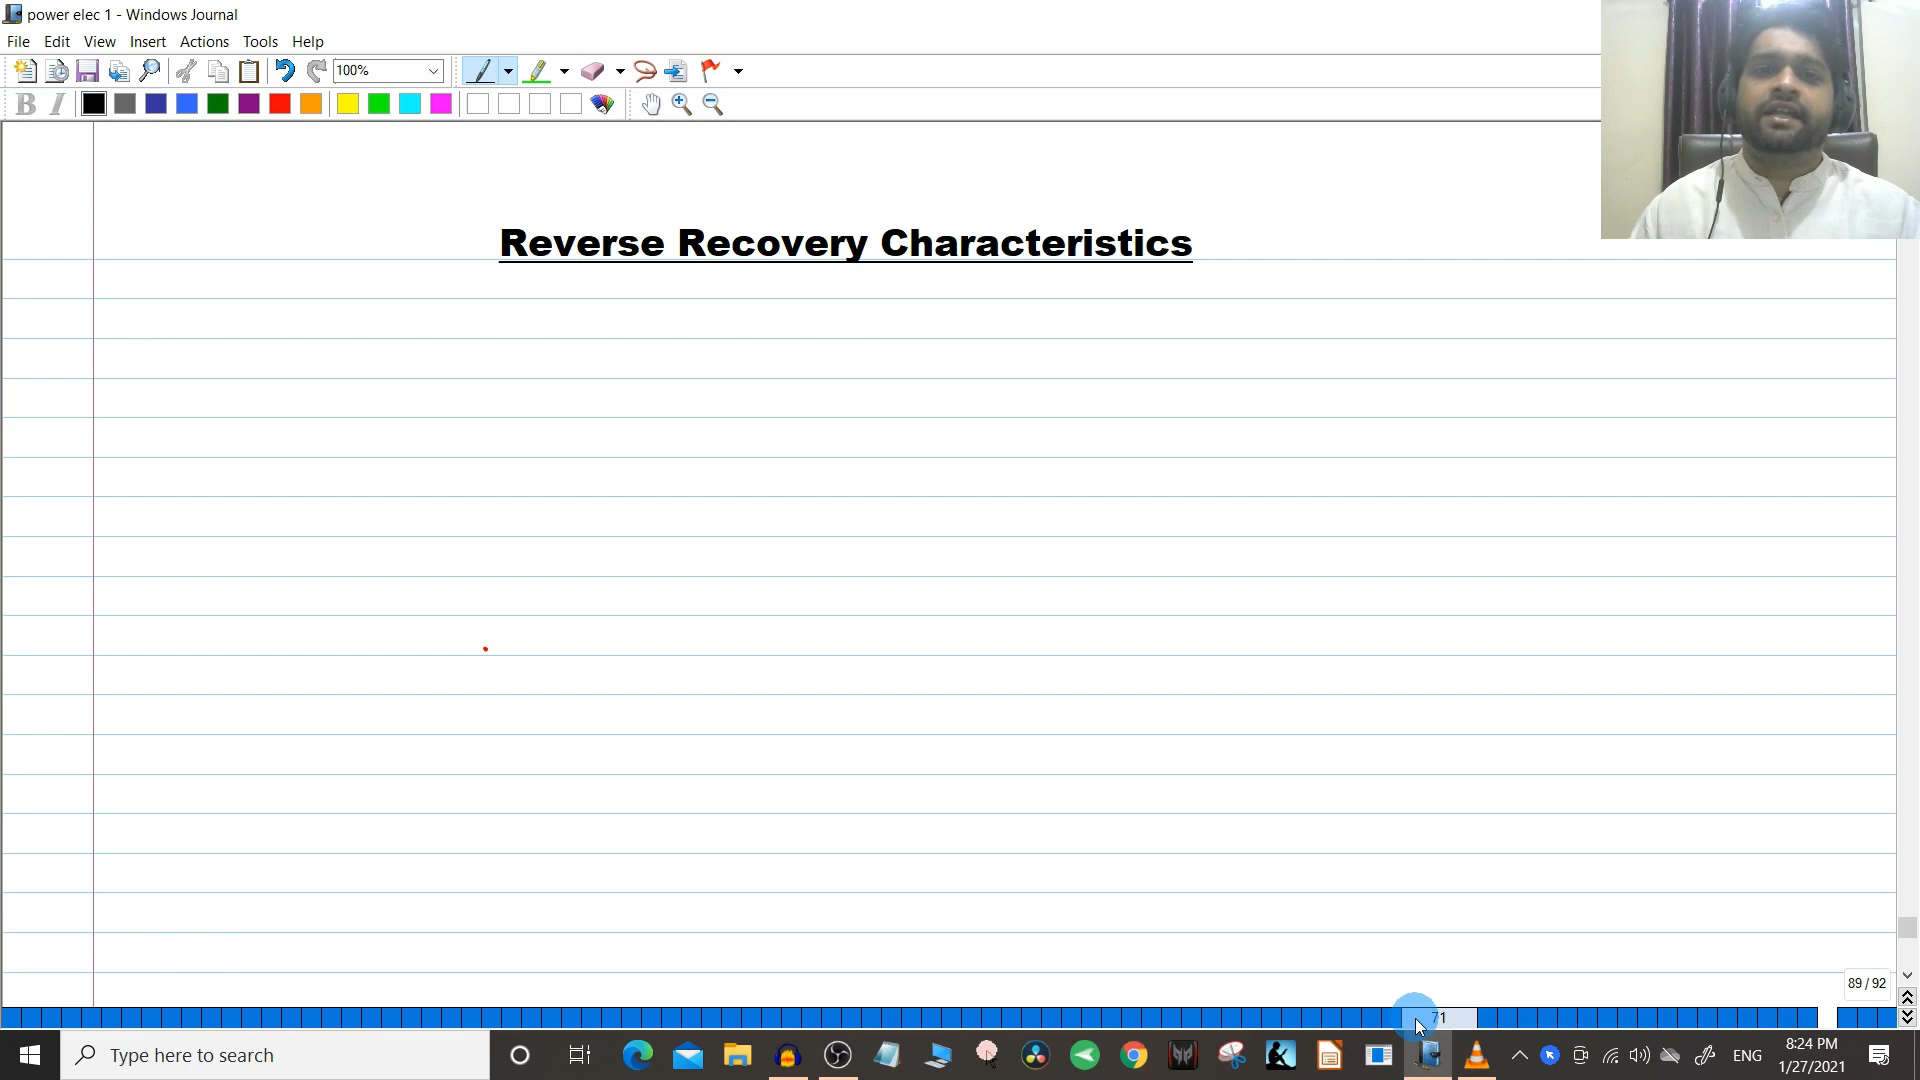 power elec 1 - Windows Journal
File Edit View Insert Actions Tools Help
100%
B I
Reverse Recovery Characteristics
89 / 92
71
Type here to search
ENG
8:24 PM
1/27/2021